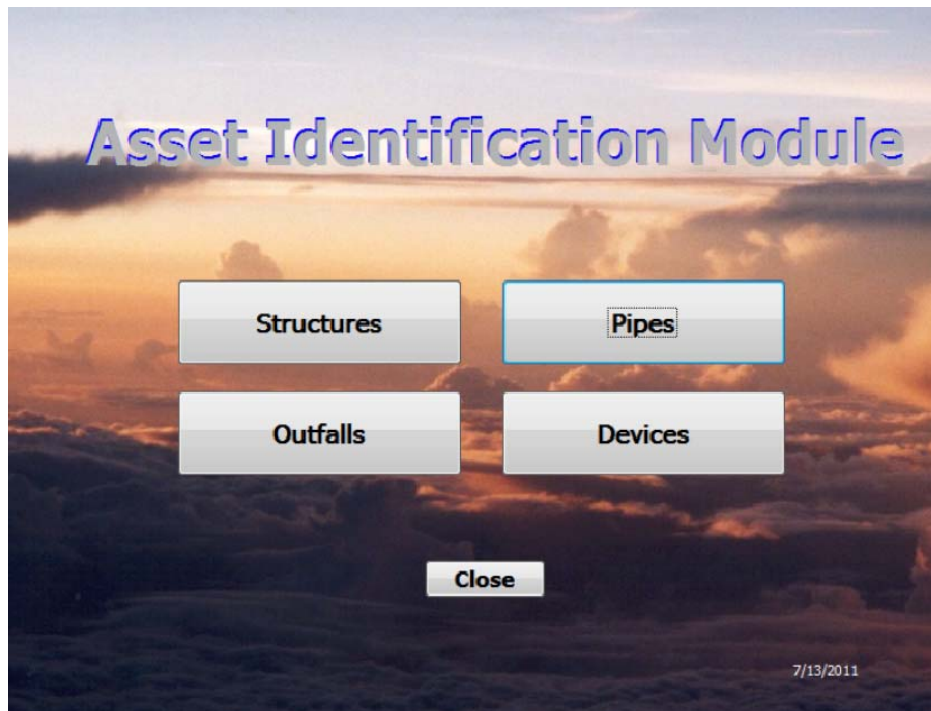 Asset Identification Module
Structures
Pipes
Outfalls
Devices
Close
7/13/2011